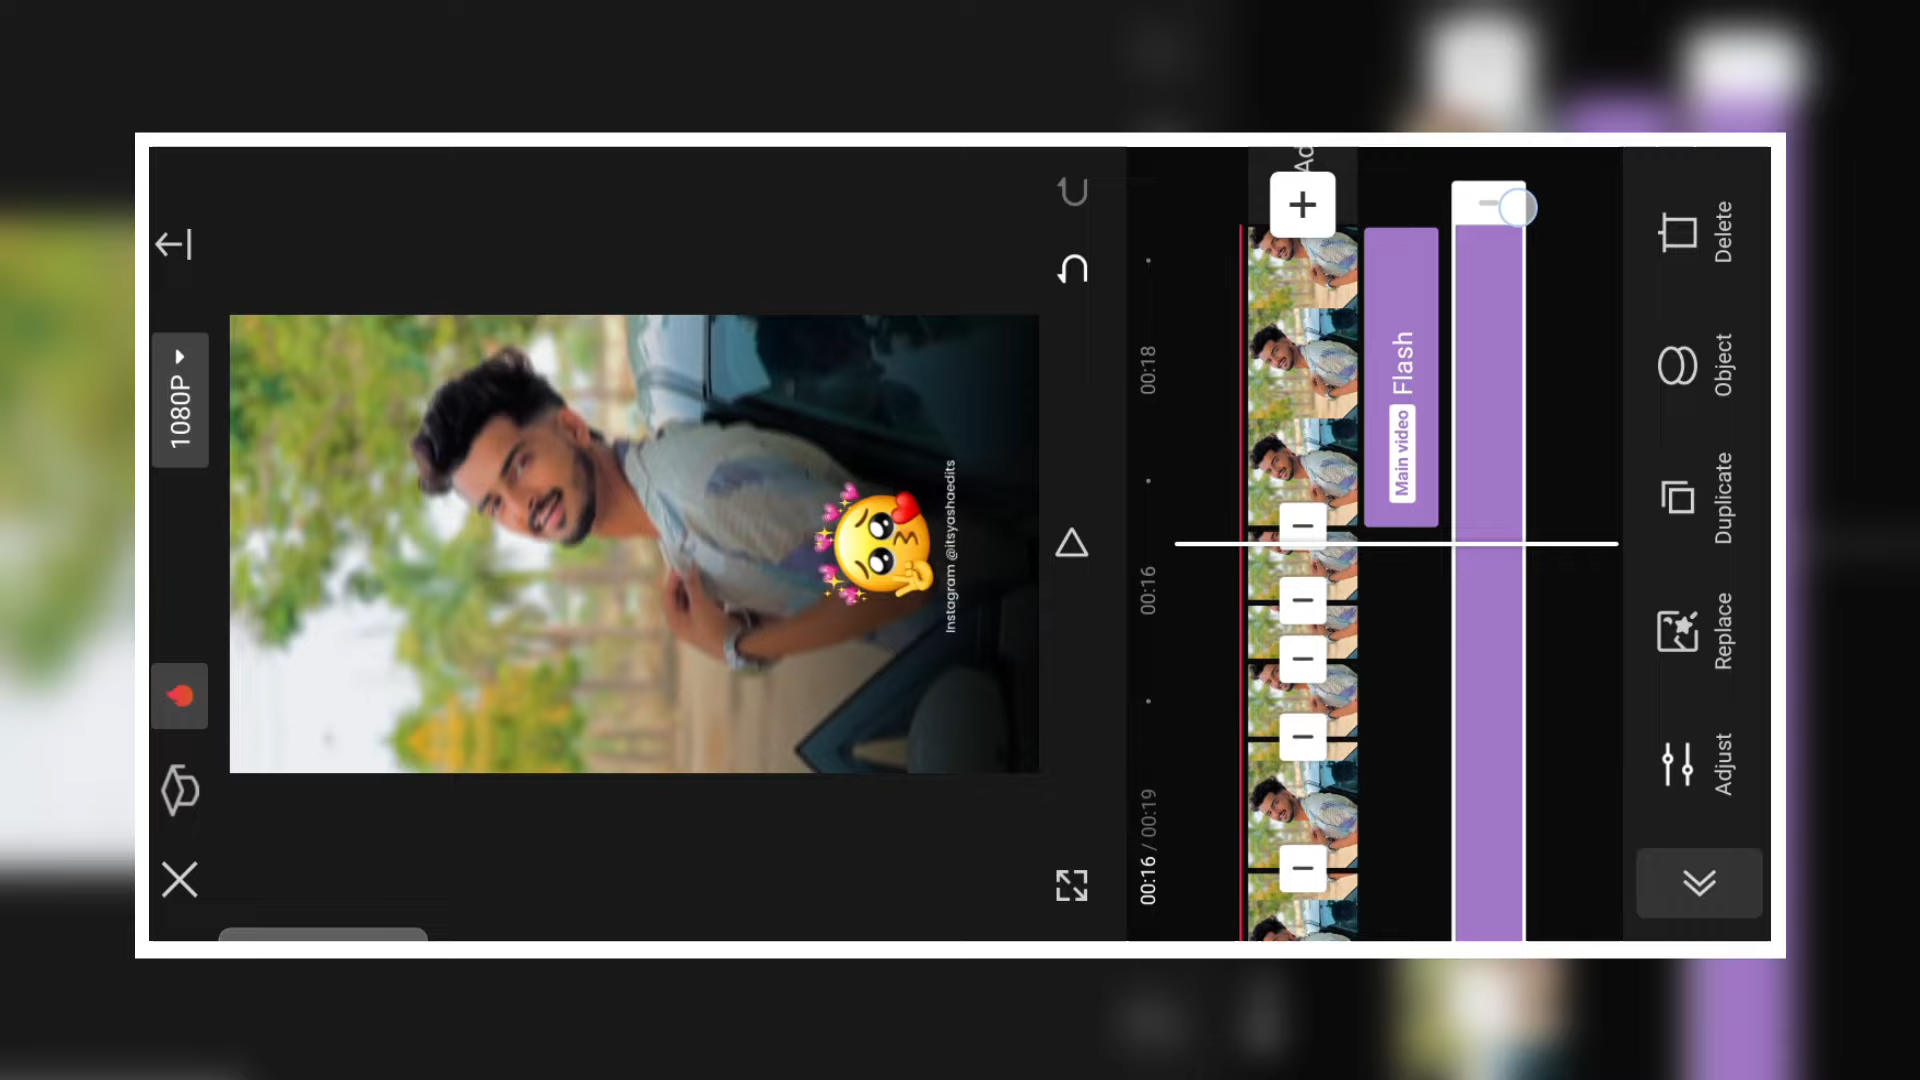 1080P
Instagram @itsyashaedits
00:16 / 00:19
00:16
00:18
Ad
Main video Flash
Adjust
Replace
Duplicate
Object
Delete